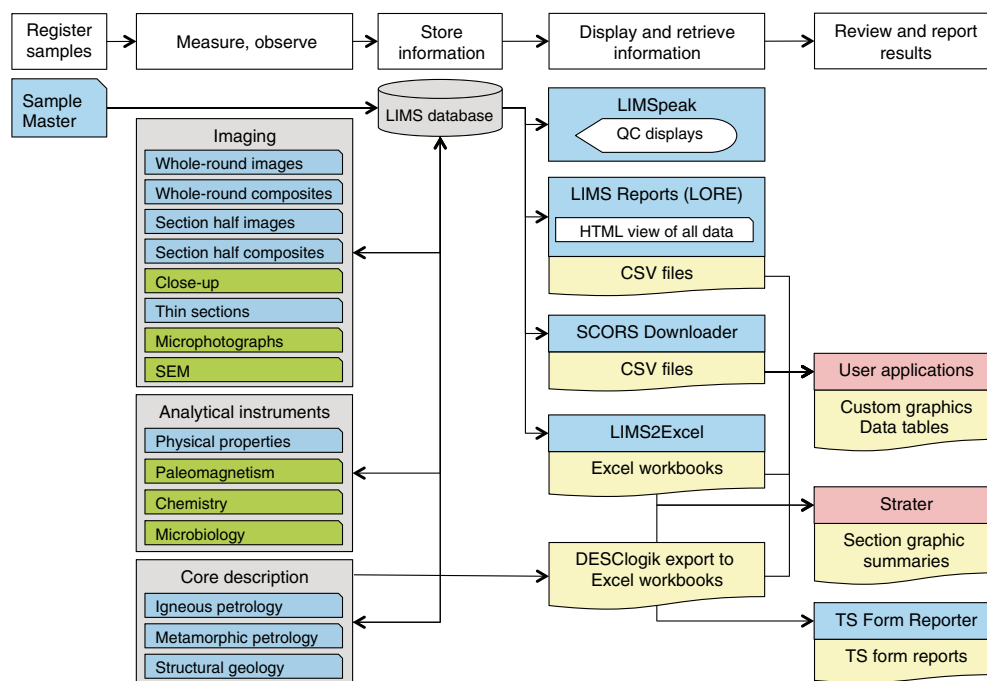 Register
samples
Measure, observe
Store
information
Display and retrieve
information
Review and report
results
Sample
Master
LIMS database
Imaging
Whole-round images
Whole-round composites
Section half images
Section half composites
Close-up
Thin sections
Microphotographs
SEM
Analytical instruments
Physical properties
Paleomagnetism
Chemistry
Microbiology
Core description
Igneous petrology
Metamorphic petrology
Structural geology
LIMSpeak
QC displays
LIMS Reports (LORE)
HTML view of all data
CSV files
SCORS Downloader
CSV files
LIMS2Excel
Excel workbooks
DESClogik export to
Excel workbooks
User applications
Custom graphics
Data tables
Strater
Section graphic
summaries
TS Form Reporter
TS form reports